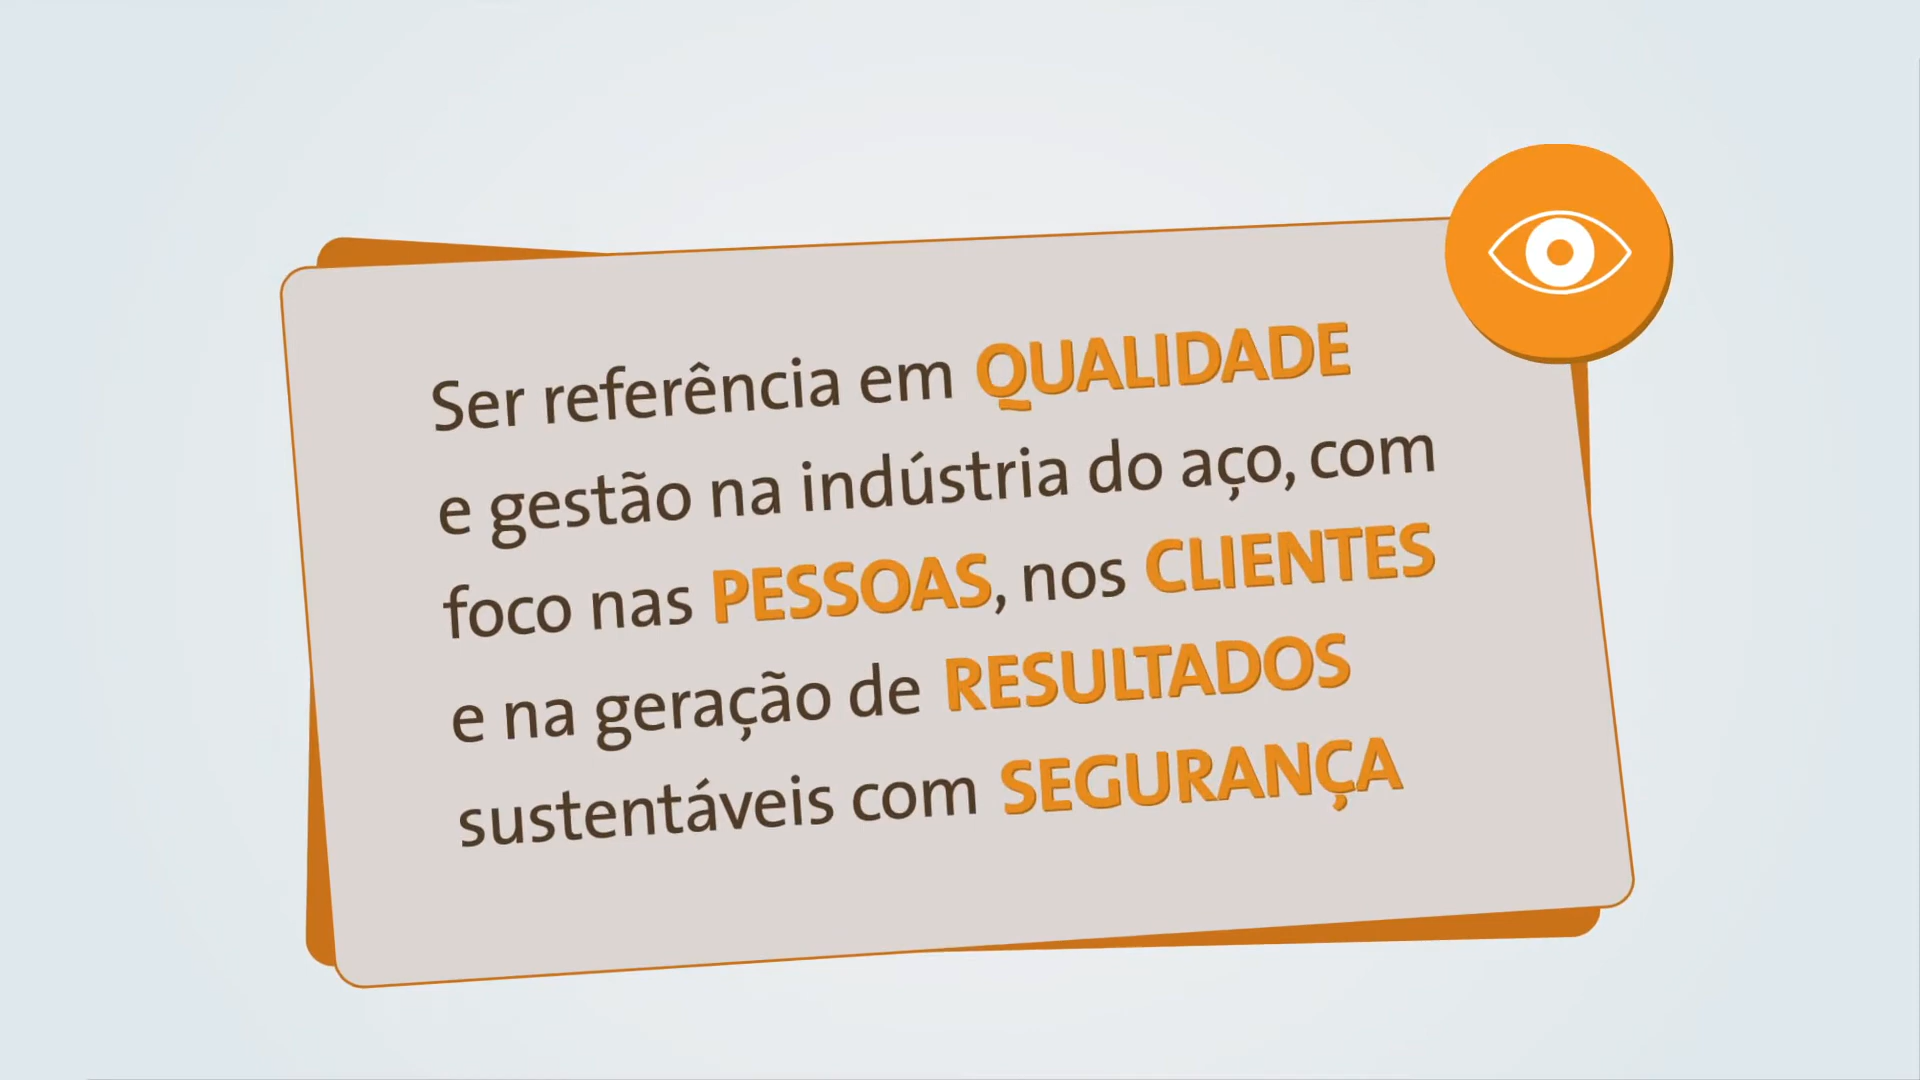 Ser referência em QUALIDADE
e gestão na indústria do aço, com
foco nas PESSOAS, nos CLIENTES
e na geração de RESULTADOS
sustentáveis com SEGURANÇA